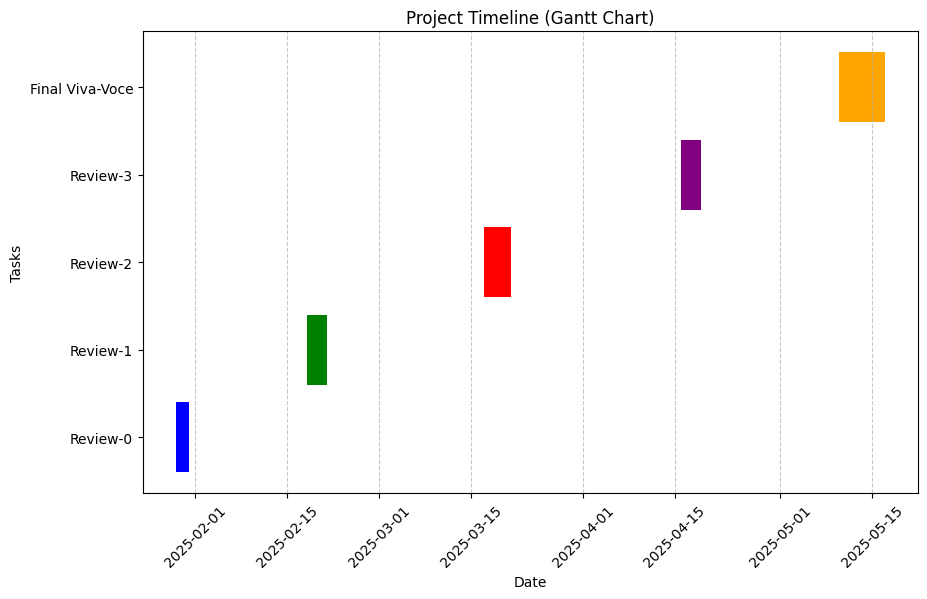 Project Timeline (Gantt Chart)
Final Viva-Voce
Review-3
Review-2
Review-1
Review-0
Tasks
2025-02-01
2025-02-15
2025-03-01
2025-03-15
2025-04-01
2025-04-15
2025-05-01
2025-05-15
Date